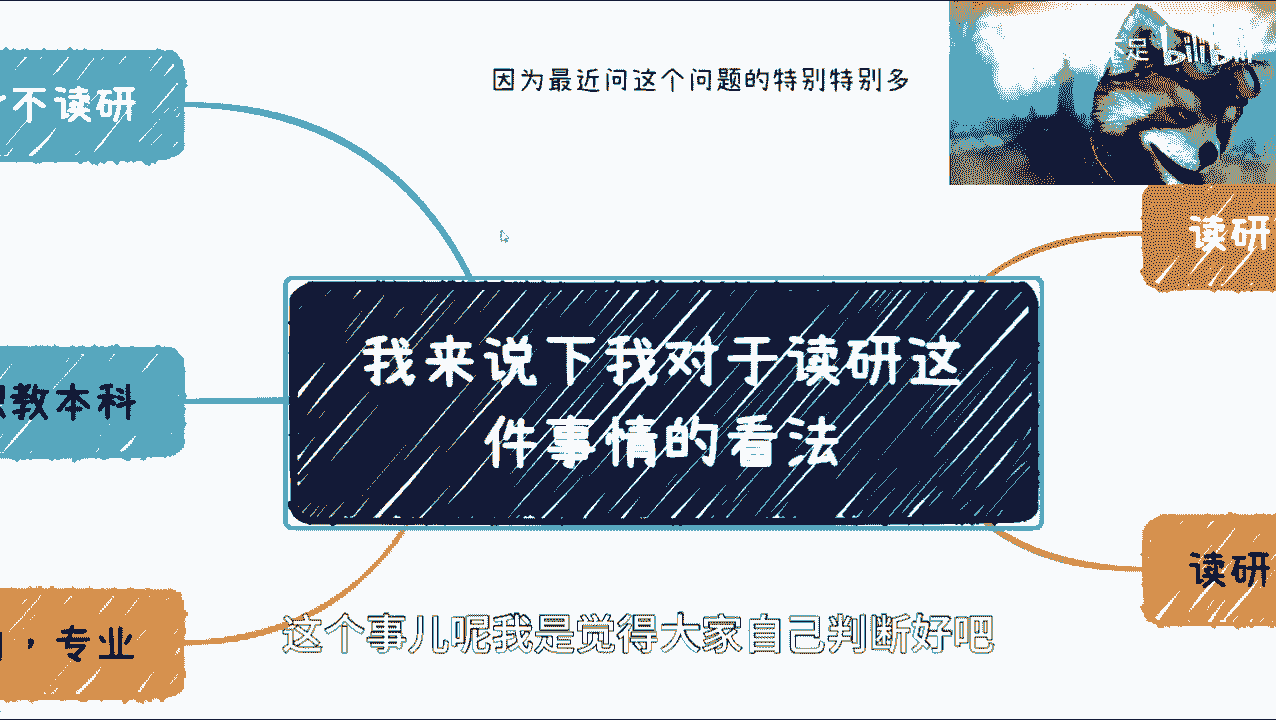 因为最近问这个问题的特别特别多
不读研
读研
我来说下我对于读研这
件事情的看法
教本科
读研
，专业
这个事儿呢我是觉得大家自己判断好吧